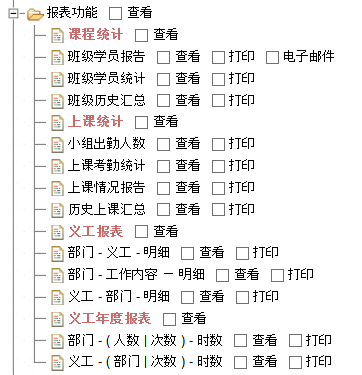 报表功能 查看
课程统计 查看
班级学员报告 查看 打印 电子邮件
班级学员统计 查看 打印
班级历史汇总 查看 打印
上课统计 查看
小组出勤人数 查看 打印
上课考勤统计 查看 打印
上课情况报告 查看 打印
历史上课汇总 查看 打印
义工报表 查看
部门 - 义工 - 明细 查看 打印
部门 - 工作内容 － 明细 查看 打印
义工 - 部门 - 明细 查看 打印
义工年度报表 查看
部门 - ( 人数 | 次数 ) - 时数 查看 打印
义工 - ( 部门 | 次数 ) - 时数 查看 打印